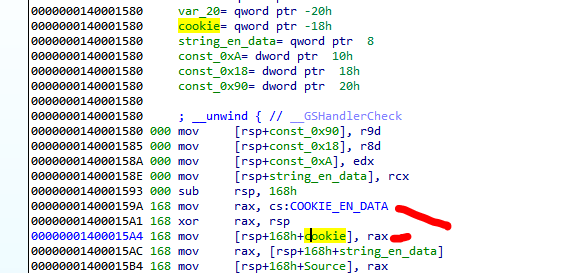 0000000140001580 var_20= qword ptr -20h
0000000140001580 cookie= qword ptr -18h
0000000140001580 string_en_data= qword ptr 8
0000000140001580 const_0xA= dword ptr 10h
0000000140001580 const_0x18= dword ptr 18h
0000000140001580 const_0x90= dword ptr 20h
0000000140001580
0000000140001580 ; __unwind { // __GSHandlerCheck
0000000140001580 000 mov [rsp+const_0x90], r9d
0000000140001585 000 mov [rsp+const_0x18], r8d
000000014000158A 000 mov [rsp+const_0xA], edx
000000014000158E 000 mov [rsp+string_en_data], rcx
0000000140001593 000 sub rsp, 168h
000000014000159A 168 mov rax, cs:COOKIE_EN_DATA
00000001400015A1 168 xor rax, rsp
00000001400015A4 168 mov [rsp+168h+cookie], rax
00000001400015AC 168 mov rax, [rsp+168h+string_en_data]
00000001400015B4 168 mov [rsp+168h+Source], rax